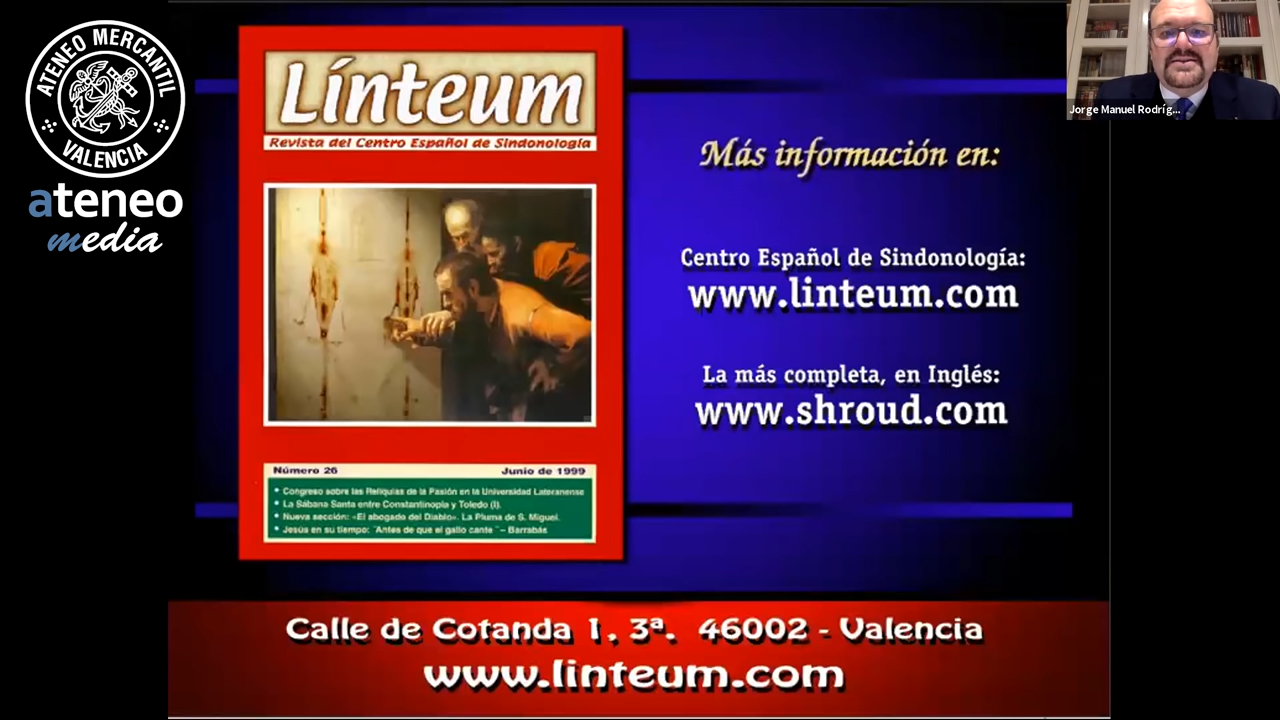 ATENEO MERCANTIL
VALENCIA
ateneo
media
Línteum
Revista del Centro Español de Sindonología
Número 26 Junio de 1999
• Congreso sobre las Reliquias de la Pasión en la Universidad Lateranense
• La Sábana Santa entre Constantinopla y Toledo (I).
• Nueva sección: «El abogado del Diablo». La Pluma de S. Miguel.
• Jesús en su tiempo: ¨Antes de que el gallo cante¨ – Barrabás
Más información en:
Centro Español de Sindonología:
www.linteum.com
La más completa, en Inglés:
www.shroud.com
Jorge Manuel Rodríg...
Calle de Cotanda 1, 3ª. 46002 - Valencia
www.linteum.com